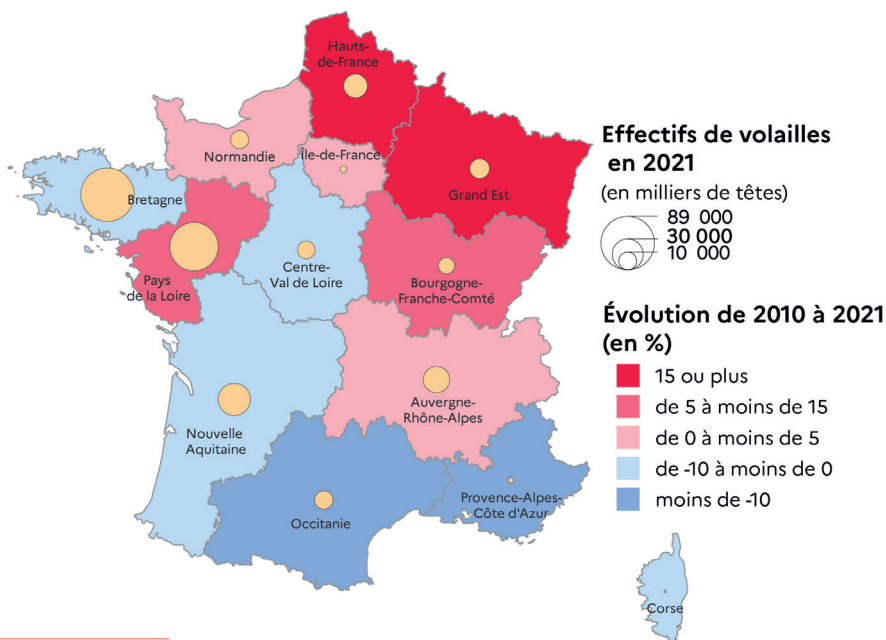 Hauts-
de-France
Normandie
Île-de-France
Grand Est
Bretagne
Pays
de la Loire
Centre-
Val de Loire
Bourgogne-
Franche-Comté
Auvergne-
Rhône-Alpes
Nouvelle
Aquitaine
Occitanie
Provence-Alpes-
Côte d'Azur
Corse
Effectifs de volailles
en 2021
(en milliers de têtes)
89 000
30 000
10 000
Évolution de 2010 à 2021
(en %)
15 ou plus
de 5 à moins de 15
de 0 à moins de 5
de -10 à moins de 0
moins de -10